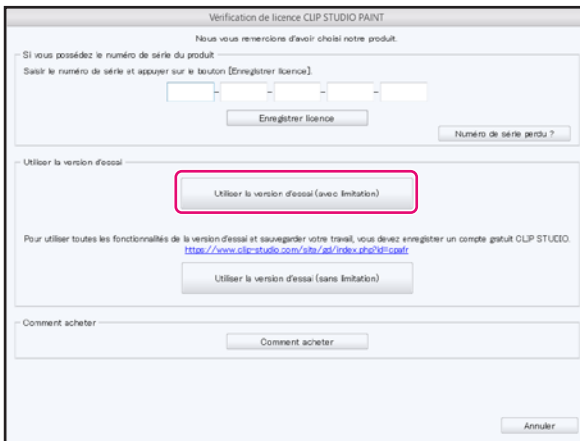 Vérification de licence CLIP STUDIO PAINT
Nous vous remercions d'avoir choisi notre produit.
Si vous possédez le numéro de série du produit
Saisir le numéro de série et appuyer sur le bouton [Enregistrer licence].
- - - -
Enregistrer licence
Numéro de série perdu ?
Utiliser la version d'essai
Utiliser la version d'essai (avec limitation)
Pour utiliser toutes les fonctionnalités de la version d'essai et sauvegarder votre travail, vous devez enregistrer un compte gratuit CLIP STUDIO.
https://www.clip-studio.com/site/gd/index.php?id=cpafr
Utiliser la version d'essai (sans limitation)
Comment acheter
Comment acheter
Annuler